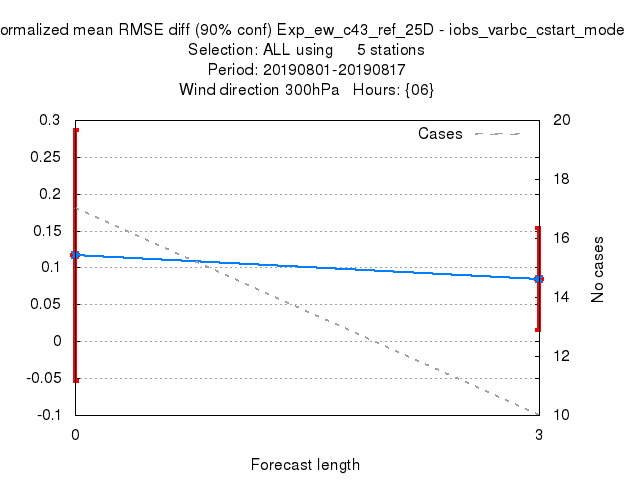 ormalized mean RMSE diff (90% conf) Exp_ew_c43_ref_25D - iobs_varbc_cstart_mode
Selection: ALL using 5 stations
Period: 20190801-20190817
Wind direction 300hPa Hours: {06}
Cases
0.3
0.25
0.2
0.15
0.1
0.05
0
-0.05
-0.1
20
18
16
14
12
10
No cases
0
3
Forecast length